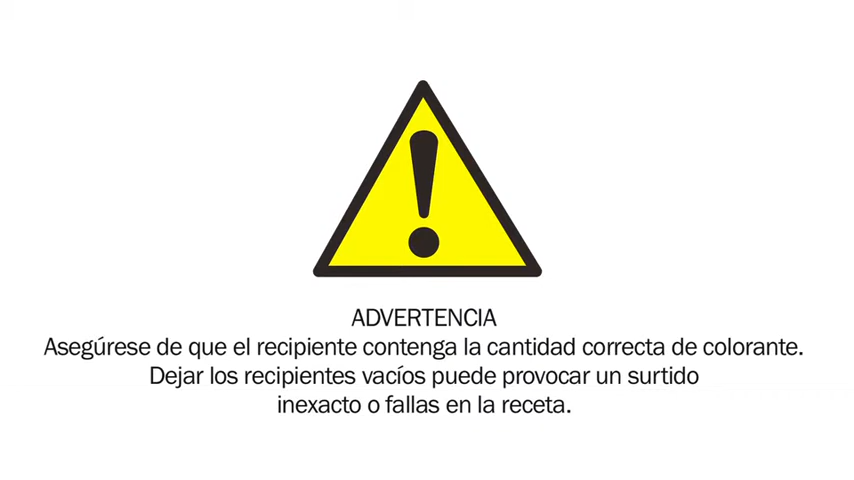 ADVERTENCIA
Asegúrese de que el recipiente contenga la cantidad correcta de colorante.
Dejar los recipientes vacíos puede provocar un surtido
inexacto o fallas en la receta.